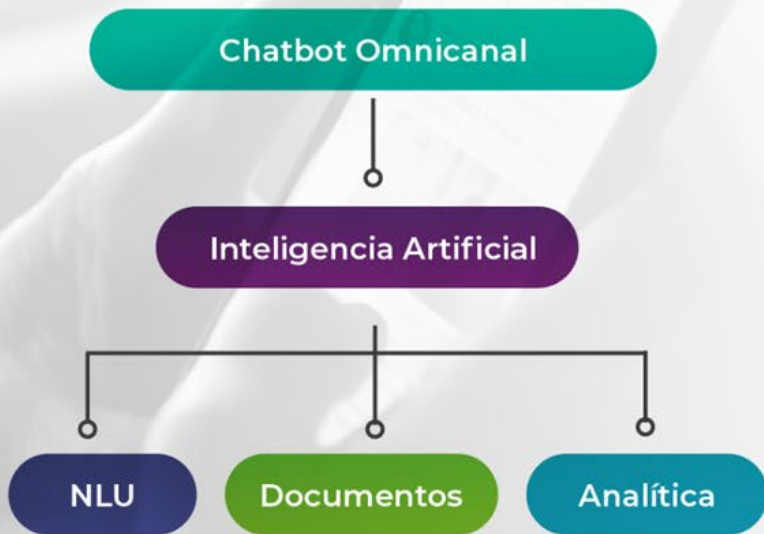 Chatbot Omnicanal
Inteligencia Artificial
NLU
Documentos
Analítica